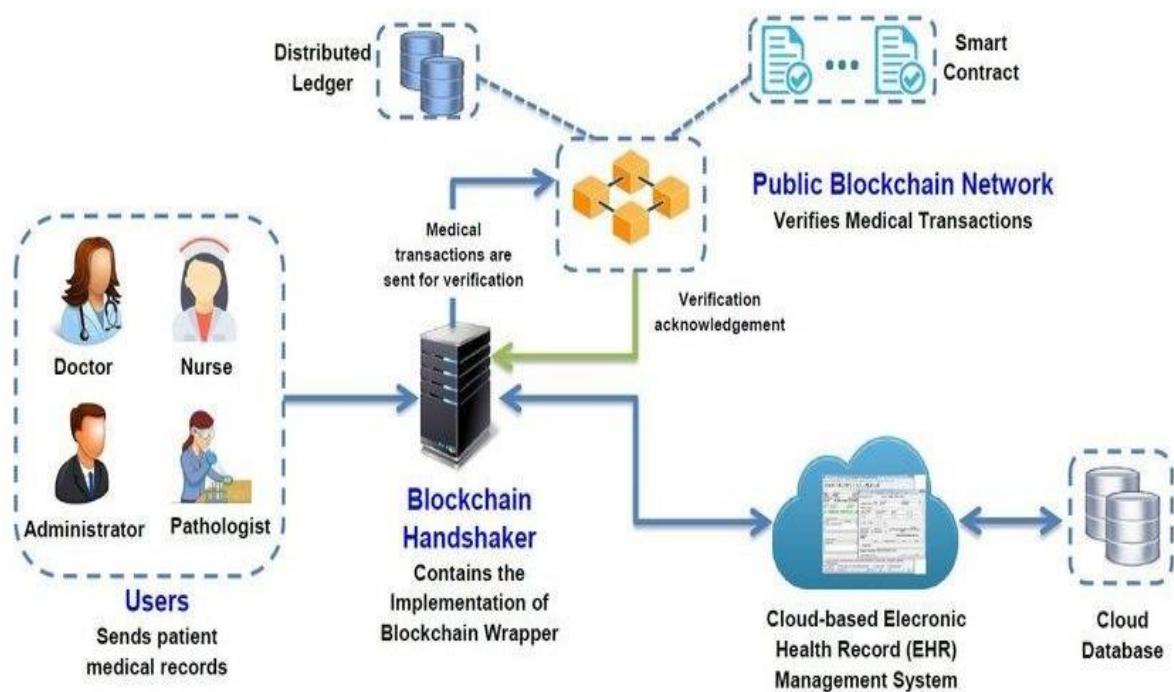 Distributed
Ledger
Smart
Contract
Public Blockchain Network
Verifies Medical Transactions
Medical
transactions are
sent for verification
Verification
acknowledgement
Doctor
Nurse
Administrator
Pathologist
Users
Sends patient
medical records
Blockchain
Handshaker
Contains the
Implementation of
Blockchain Wrapper
Cloud-based Elecronic
Health Record (EHR)
Management System
Cloud
Database